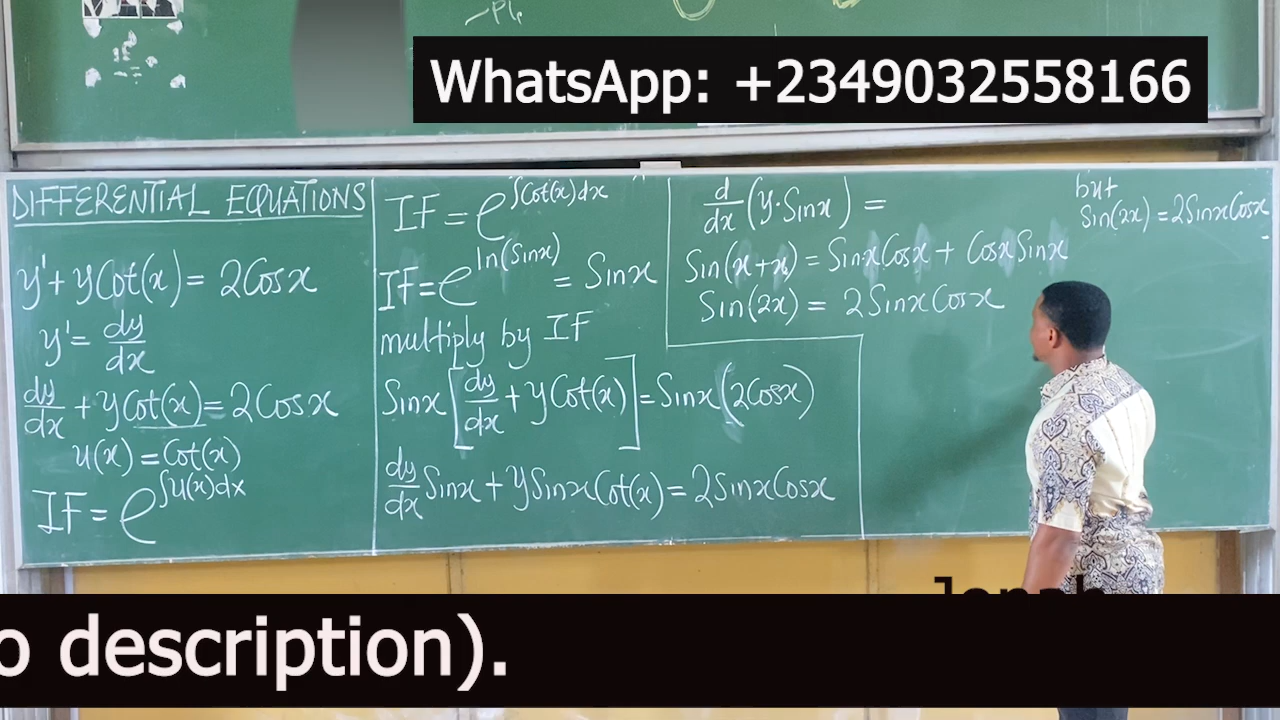 WhatsApp: +2349032558166
DIFFERENTIAL EQUATIONS
y' + yCot(x) = 2Cosx
y' = dy/dx
dy/dx + yCot(x) = 2Cosx
u(x) = Cot(x)
IF = e^∫u(x)dx
IF = e^∫Cot(x)dx
IF = e^ln(Sinx) = Sinx
multiply by IF
Sinx[dy/dx + yCot(x)] = Sinx(2Cosx)
dy/dx Sinx + ySinxCot(x) = 2SinxCosx
d/dx(y·Sinx) =
Sin(x+x) = SinxCosx + CosxSinx
Sin(2x) = 2SinxCosx
but
Sin(2x) = 2SinxCosx
o description).